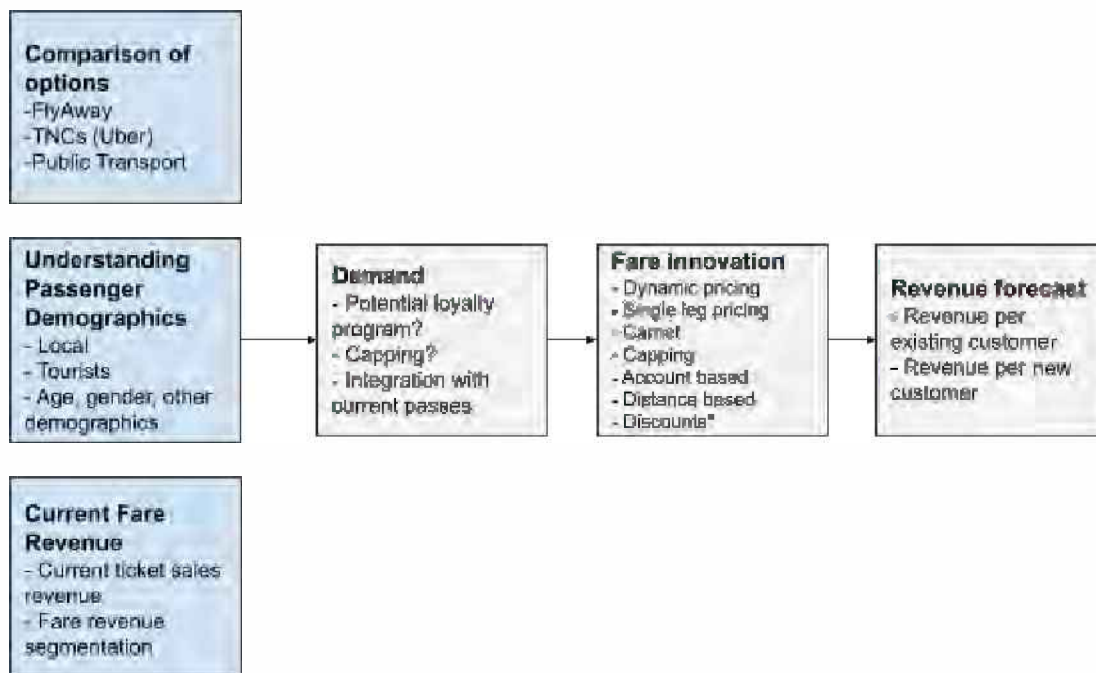 Comparison of
options
-FlyAway
-TNCs (Uber)
-Public Transport
Understanding
Passenger
Demographics
- Local
- Tourists
- Age, gender, other
demographics
Demand
- Potential loyalty
program?
- Capping?
- Integration with
current passes
Fare innovation
- Dynamic pricing
- Single leg pricing
- Carnet
- Capping
- Account based
- Distance based
- Discounts*
Revenue forecast
- Revenue per
existing customer
- Revenue per new
customer
Current Fare
Revenue
- Current ticket sales
revenue
- Fare revenue
segmentation